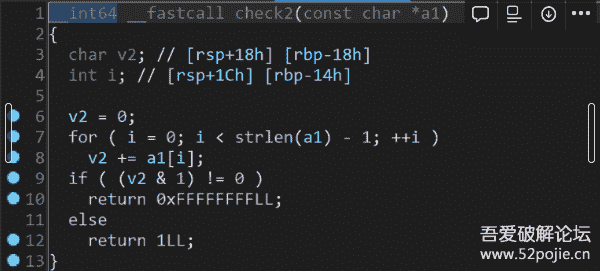 1 __int64 __fastcall check2(const char *a1)
2 {
3 char v2; // [rsp+18h] [rbp-18h]
4 int i; // [rsp+1Ch] [rbp-14h]
5
6 v2 = 0;
7 for ( i = 0; i < strlen(a1) - 1; ++i )
8 v2 += a1[i];
9 if ( (v2 & 1) != 0 )
10 return 0xFFFFFFFFLL;
11 else
12 return 1LL;
13 }
吾爱破解论坛
www.52pojie.cn